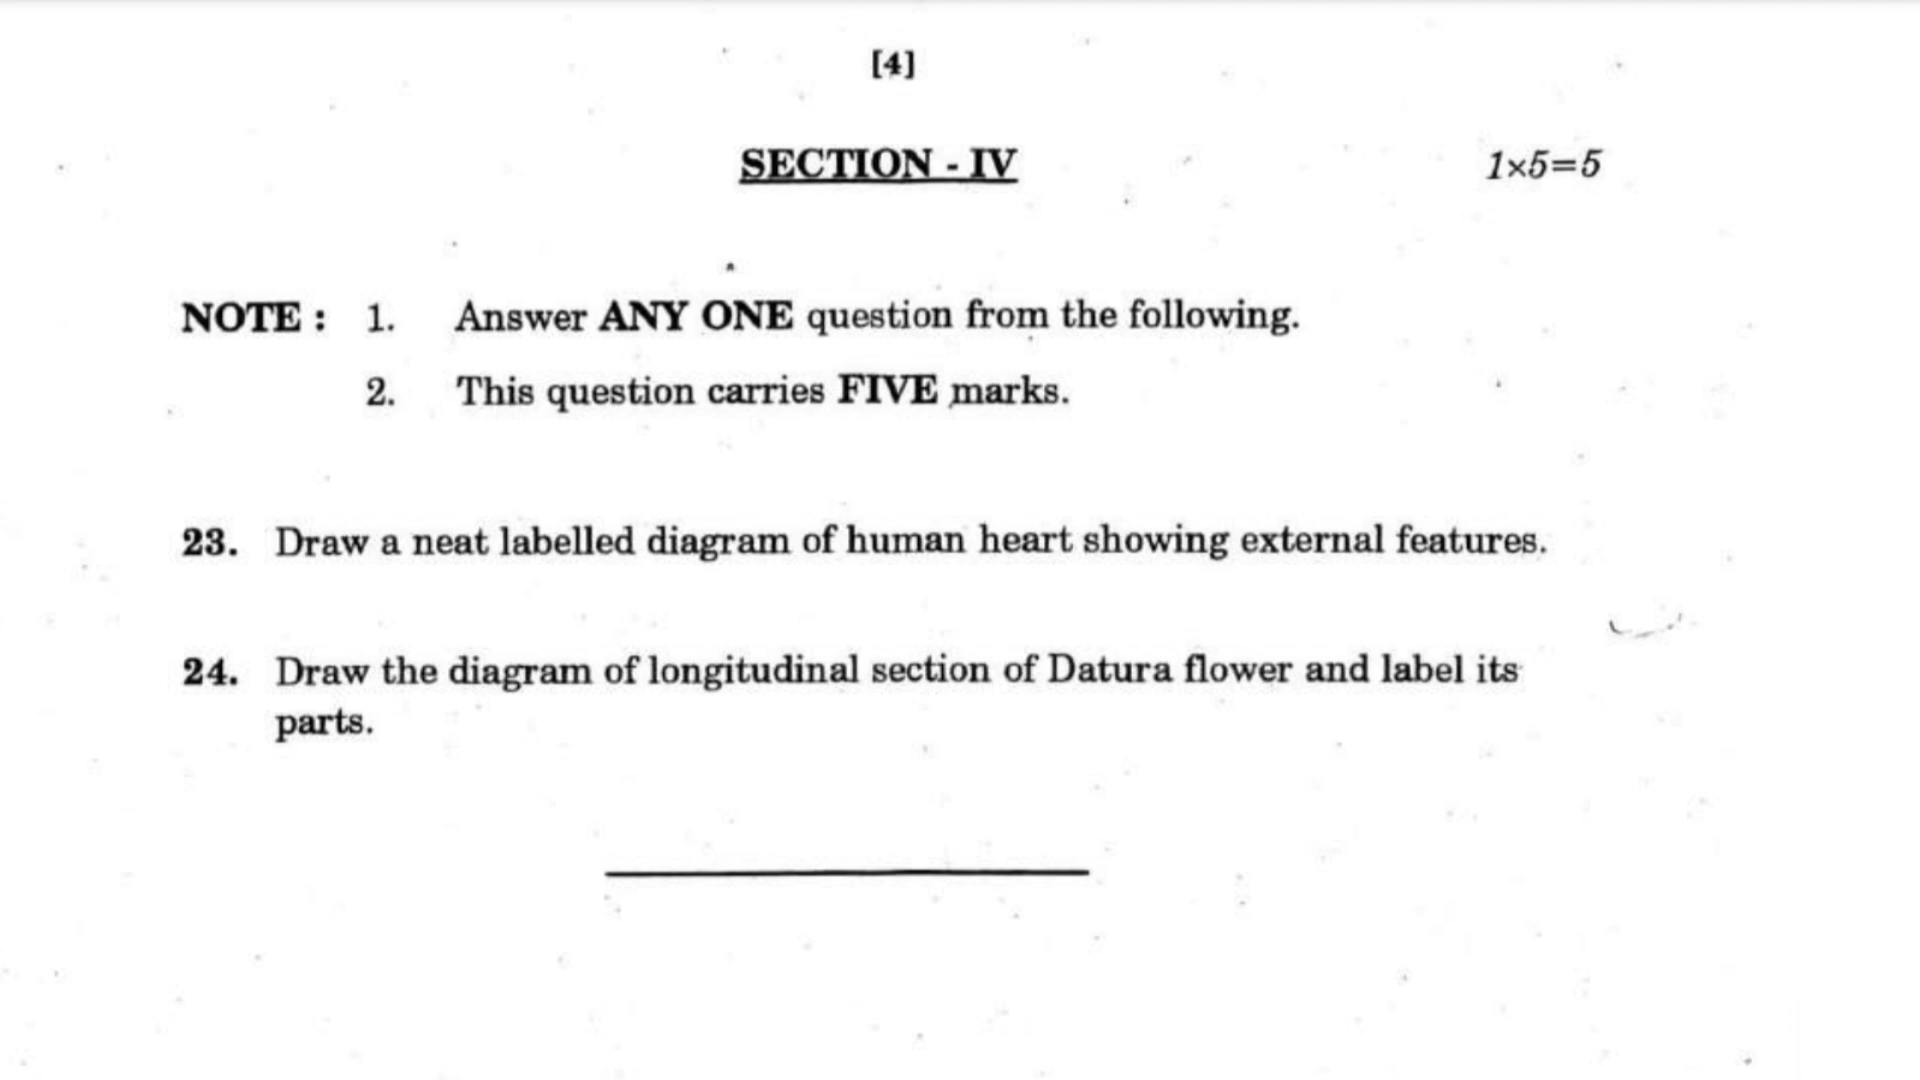 [4]
SECTION - IV 1×5=5
NOTE : 1. Answer ANY ONE question from the following.
2. This question carries FIVE marks.
23. Draw a neat labelled diagram of human heart showing external features.
24. Draw the diagram of longitudinal section of Datura flower and label its
parts.